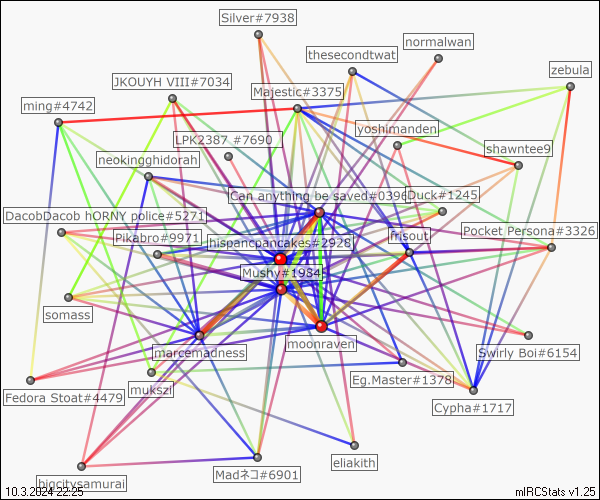 Silver#7938
normalwan
thesecondtwat
zebula
JKOUYH VIII#7034
Majestic#3375
ming#4742
yoshimanden
LPK2387 #7690
shawntee9
neokingghidorah
Can anything be saved#0396
Duck#1245
DacobDacob hORNY police#5271
Pocket Persona#3326
Pikabro#9971
hispancpancakes#2928
frisout
Mushy#1984
somass
moonraven
marcemadness
Swirly Boi#6154
Eg.Master#1378
mukszi
Fedora Stoat#4479
Cypha#1717
eliakith
Madネコ#6901
bigcitysamurai
10.3.2024 22:25
mIRCStats v1.25